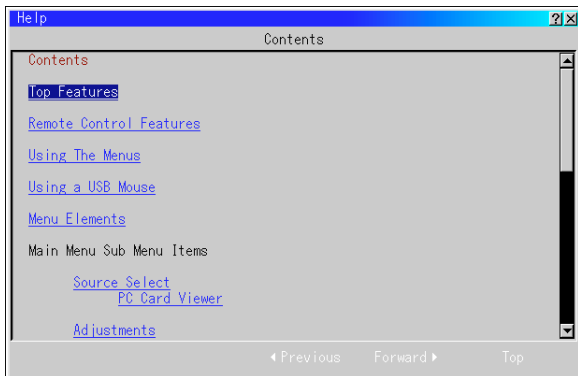 Help
Contents
Contents
Top Features
Remote Control Features
Using The Menus
Using a USB Mouse
Menu Elements
Main Menu Sub Menu Items
Source Select
PC Card Viewer
Adjustments
Previous Forward Top